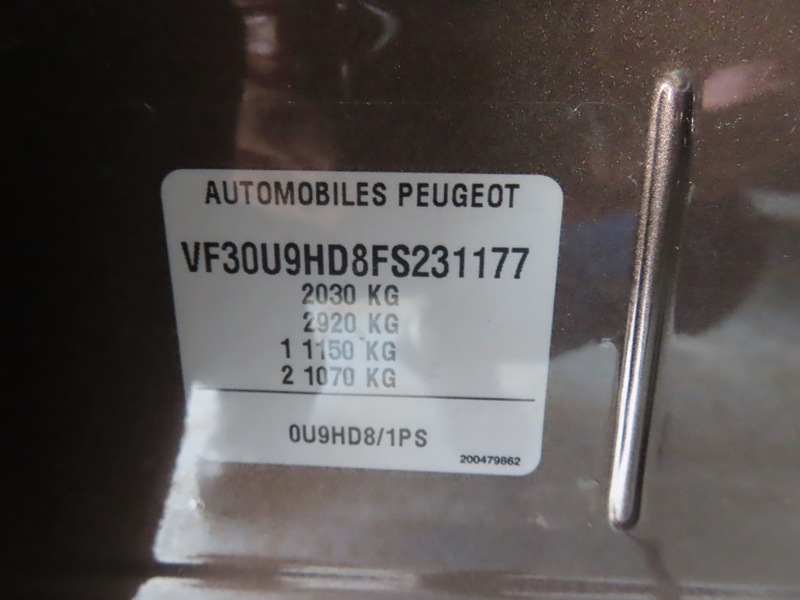 AUTOMOBILES PEUGEOT
VF30U9HD8FS231177
2030 KG
2920 KG
1 1150 KG
2 1070 KG
0U9HD8/1PS
200479862